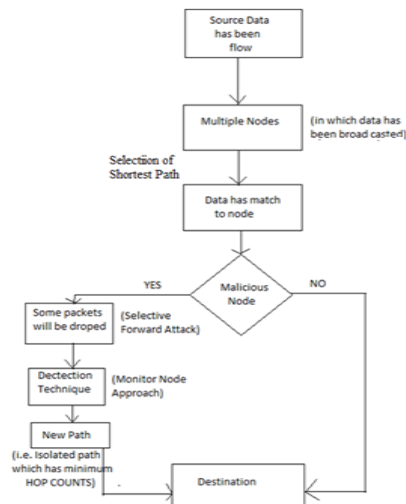 Source Data
has been
flow
Multiple Nodes
(in which data has
been broad casted)
Selectiion of
Shortest Path
Data has match
to node
Malicious
Node
YES
NO
Some packets
will be droped
(Selective
Forward Attack)
Dectection
Technique
(Monitor Node
Approach)
New Path
(i.e. Isolated path
which has minimum
HOP COUNTS)
Destination